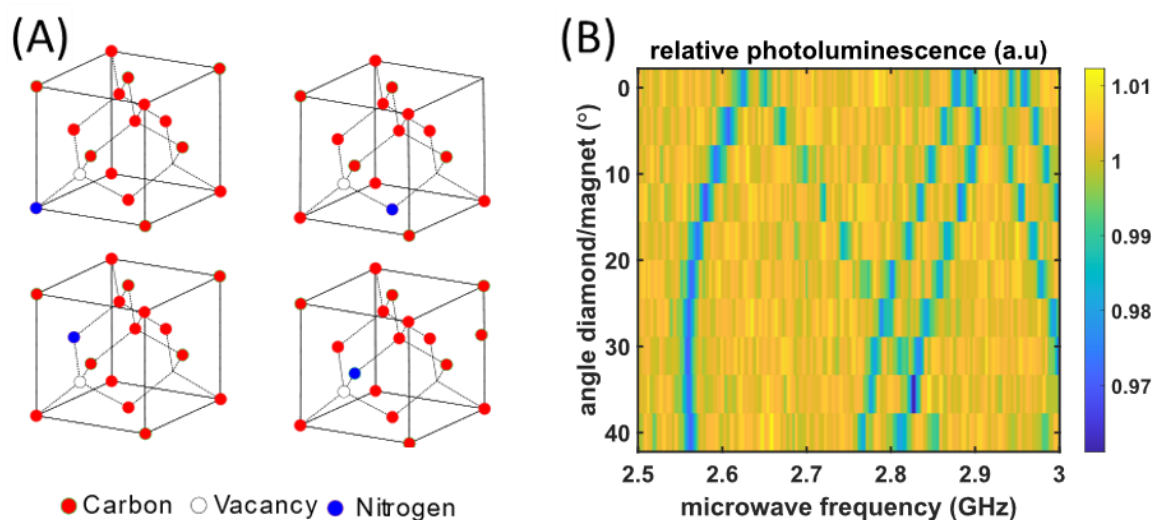 (A)
Carbon Vacancy Nitrogen
(B)
relative photoluminescence (a.u)
angle diamond/magnet (°)
0
10
20
30
40
2.5 2.6 2.7 2.8 2.9 3
microwave frequency (GHz)
1.01
1
0.99
0.98
0.97